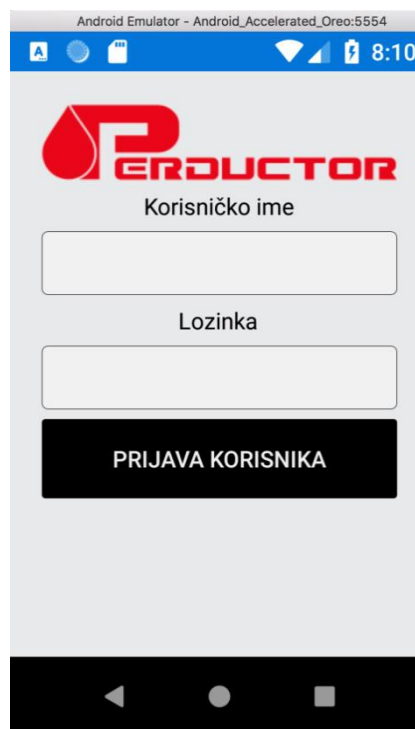 Android Emulator - Android_Accelerated_Oreo:5554
A 8:10
PERDUCTOR
Korisničko ime
Lozinka
PRIJAVA KORISNIKA